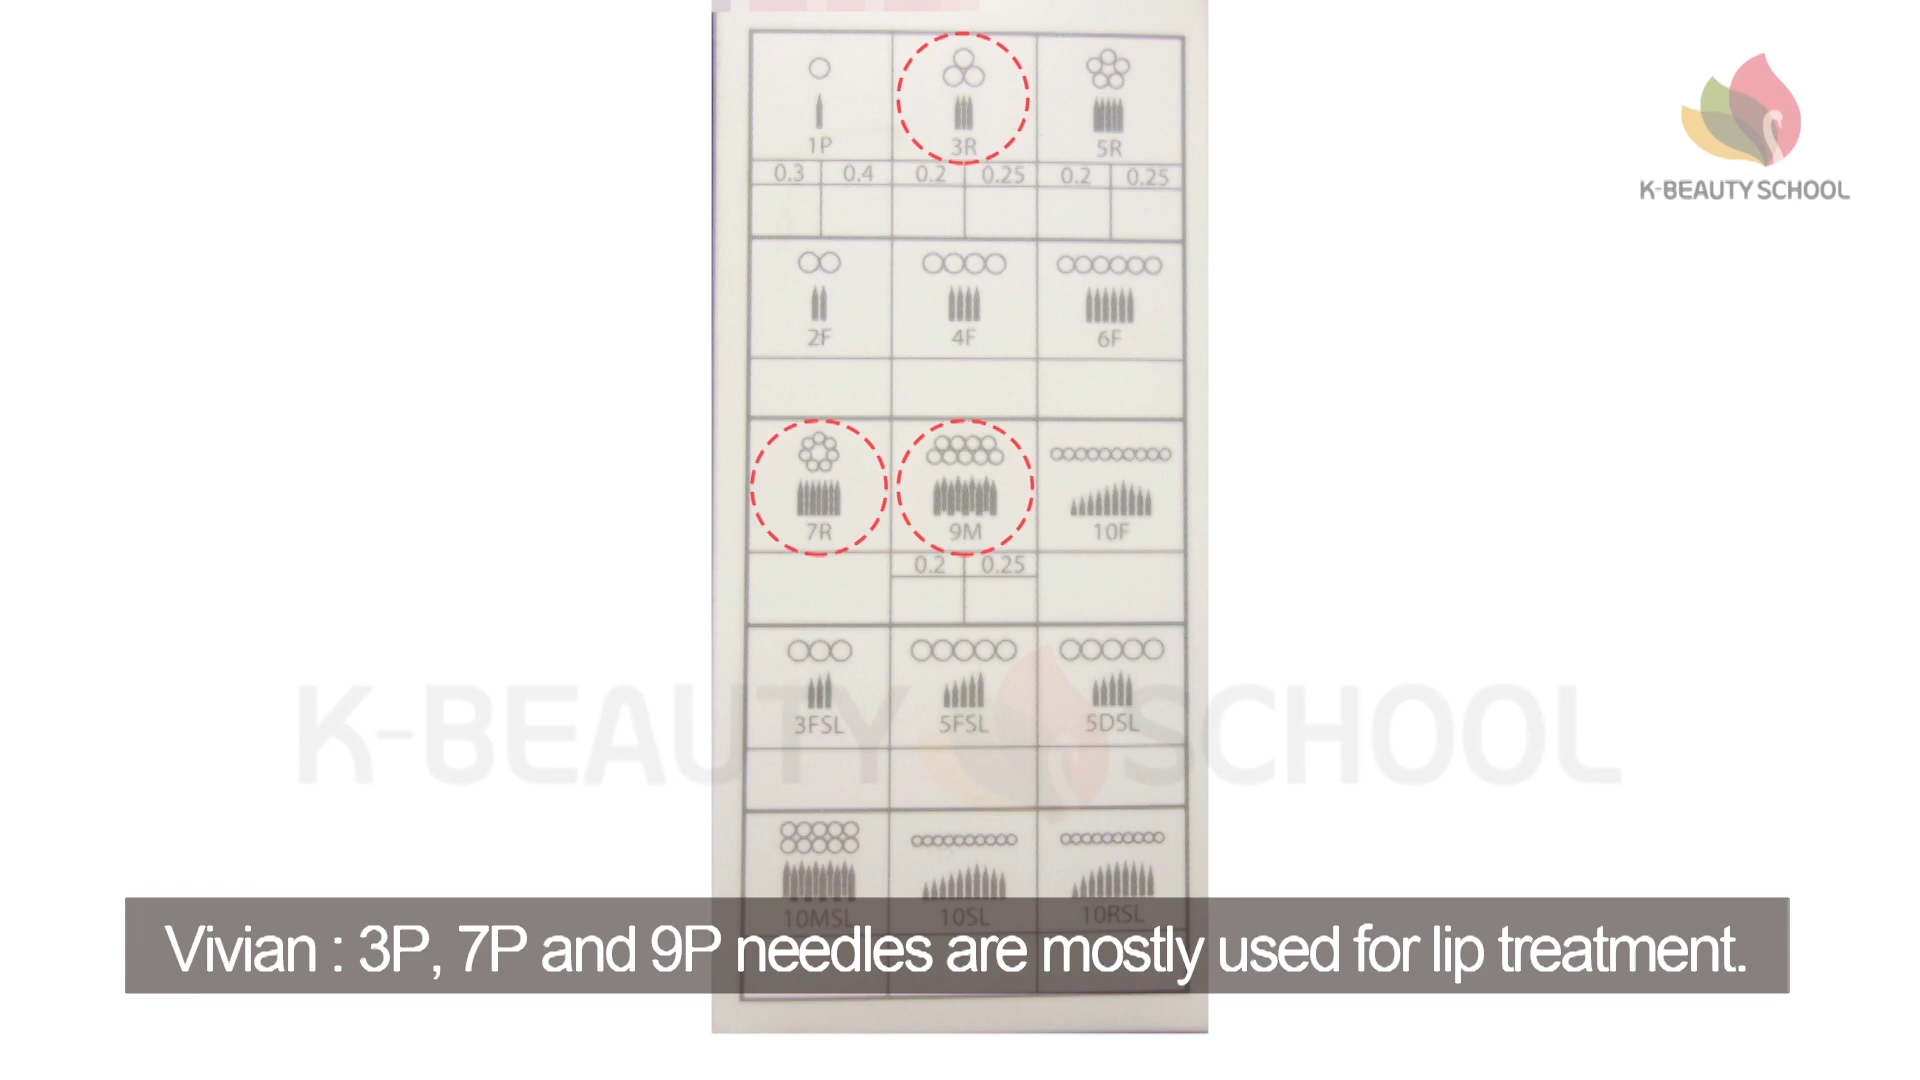 K-BEAUTY SCHOOL
1P 3R 5R
0.3 0.4 0.2 0.25 0.2 0.25
2F 4F 6F
7R 9M 10F
0.2 0.25
3FSL 5FSL 5DSL
K-BEAUTY SCHOOL
10MSL 10SL 10RSL
Vivian : 3P, 7P and 9P needles are mostly used for lip treatment.